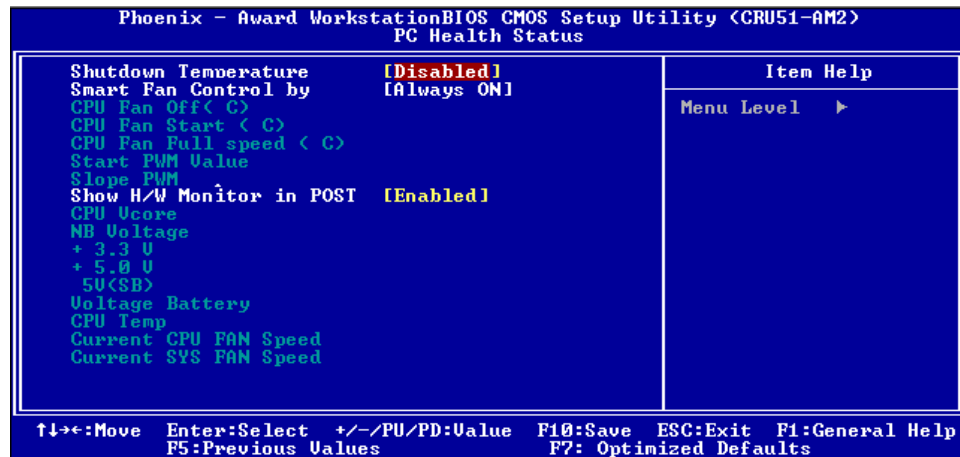 Phoenix - Award WorkstationBIOS CMOS Setup Utility (CRU51-AM2)
PC Health Status
Shutdown Temperature [Disabled]
Smart Fan Control by [Always ON]
CPU Fan Off( C)
CPU Fan Start ( C)
CPU Fan Full speed ( C)
Start PWM Value
Slope PWM
Show H/W Monitor in POST [Enabled]
CPU Vcore
NB Voltage
+ 3.3 V
+ 5.0 V
5V(SB)
Voltage Battery
CPU Temp
Current CPU FAN Speed
Current SYS FAN Speed
Item Help
Menu Level ►
↑↓→←:Move Enter:Select +/-/PU/PD:Value F10:Save ESC:Exit F1:General Help
F5:Previous Values F7: Optimized Defaults